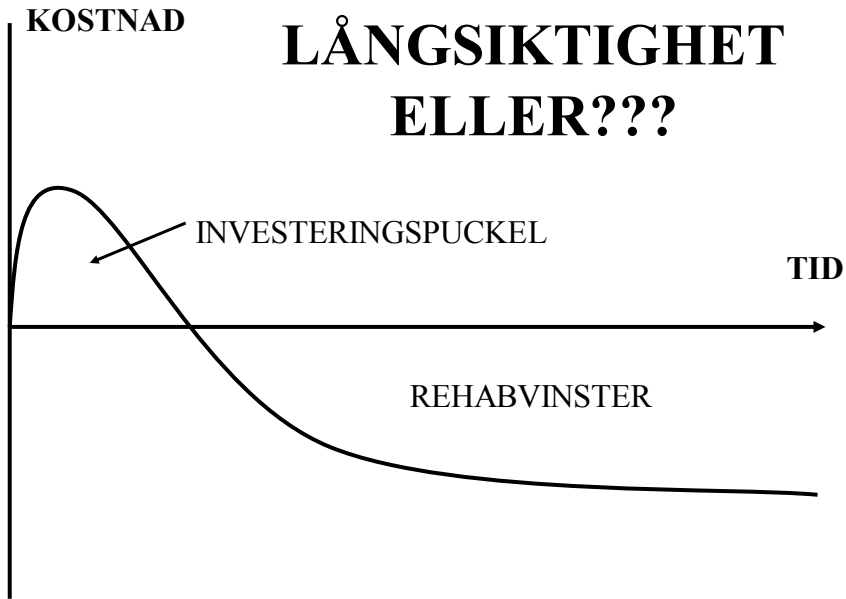 KOSTNAD
LÅNGSIKTIGHET
ELLER???
INVESTERINGSPUCKEL
TID
REHABVINSTER